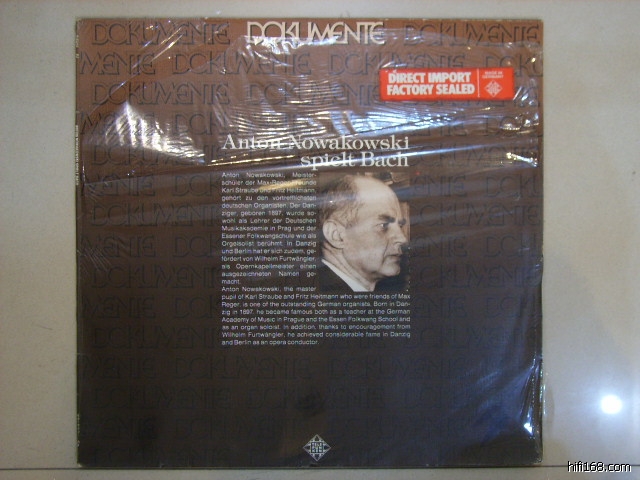 DOKUMENTE
DIRECT IMPORT
FACTORY SEALED
MADE IN
GERMANY
Anton Nowakowski
spielt Bach
Anton Nowakowski, Meister-
schüler der Max-Reger-Freunde
Karl Straube und Fritz Heitmann,
gehört zu den vortrefflichsten
deutschen Organisten. Der Dan-
ziger, geboren 1897, wurde so-
wohl als Lehrer der Deutschen
Musikakademie in Prag und der
Essener Folkwangschule wie als
Orgelsolist berühmt. In Danzig
und Berlin hat er sich zudem, ge-
fördert von Wilhelm Furtwängler,
als Opernkapellmeister einen
ausgezeichneten Namen ge-
macht.
Anton Nowakowski, the master
pupil of Karl Straube and Fritz Heitmann who were friends of Max
Reger, is one of the outstanding German organists. Born in Dan-
zig in 1897, he became famous both as a teacher at the German
Academy of Music in Prague and the Essen Folkwang School and
as an organ soloist. In addition, thanks to encouragement from
Wilhelm Furtwängler, he achieved considerable fame in Danzig
and Berlin as an opera conductor.
TELE
FUN
KEN
hifi168.com